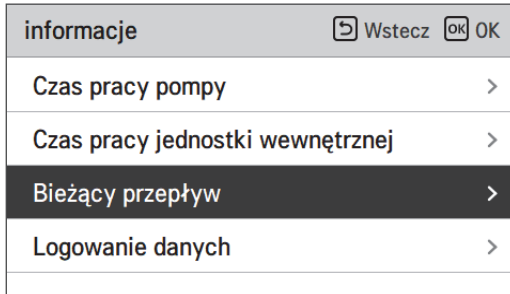 informacje Wstecz OK OK
Czas pracy pompy
Czas pracy jednostki wewnętrznej
Bieżący przepływ
Logowanie danych